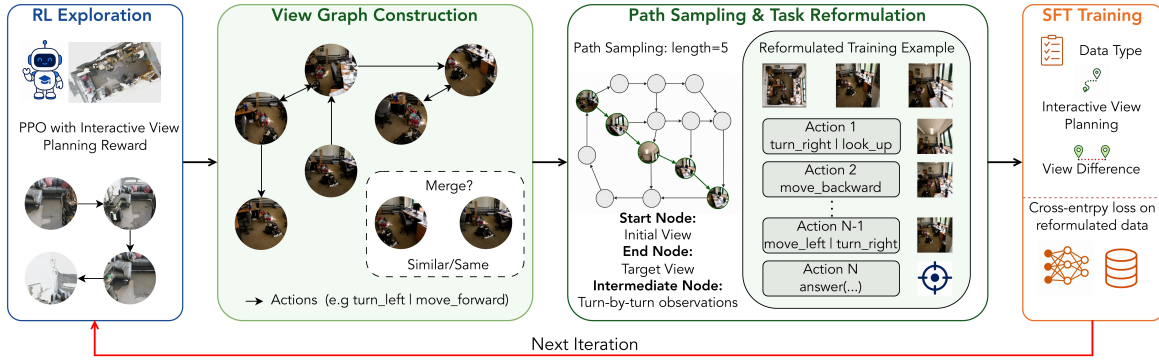 RL Exploration
PPO with Interactive View
Planning Reward
View Graph Construction
Merge?
Similar/Same
Actions (e.g turn_left | move_forward)
Path Sampling & Task Reformulation
Path Sampling: length=5
Start Node:
Initial View
End Node:
Target View
Intermediate Node:
Turn-by-turn observations
Reformulated Training Example
Action 1
turn_right | look_up
Action 2
move_backward
Action N-1
move_left | turn_right
Action N
answer(...)
SFT Training
Data Type
Interactive View
Planning
View Difference
Cross-entrpy loss on
reformulated data
Next Iteration